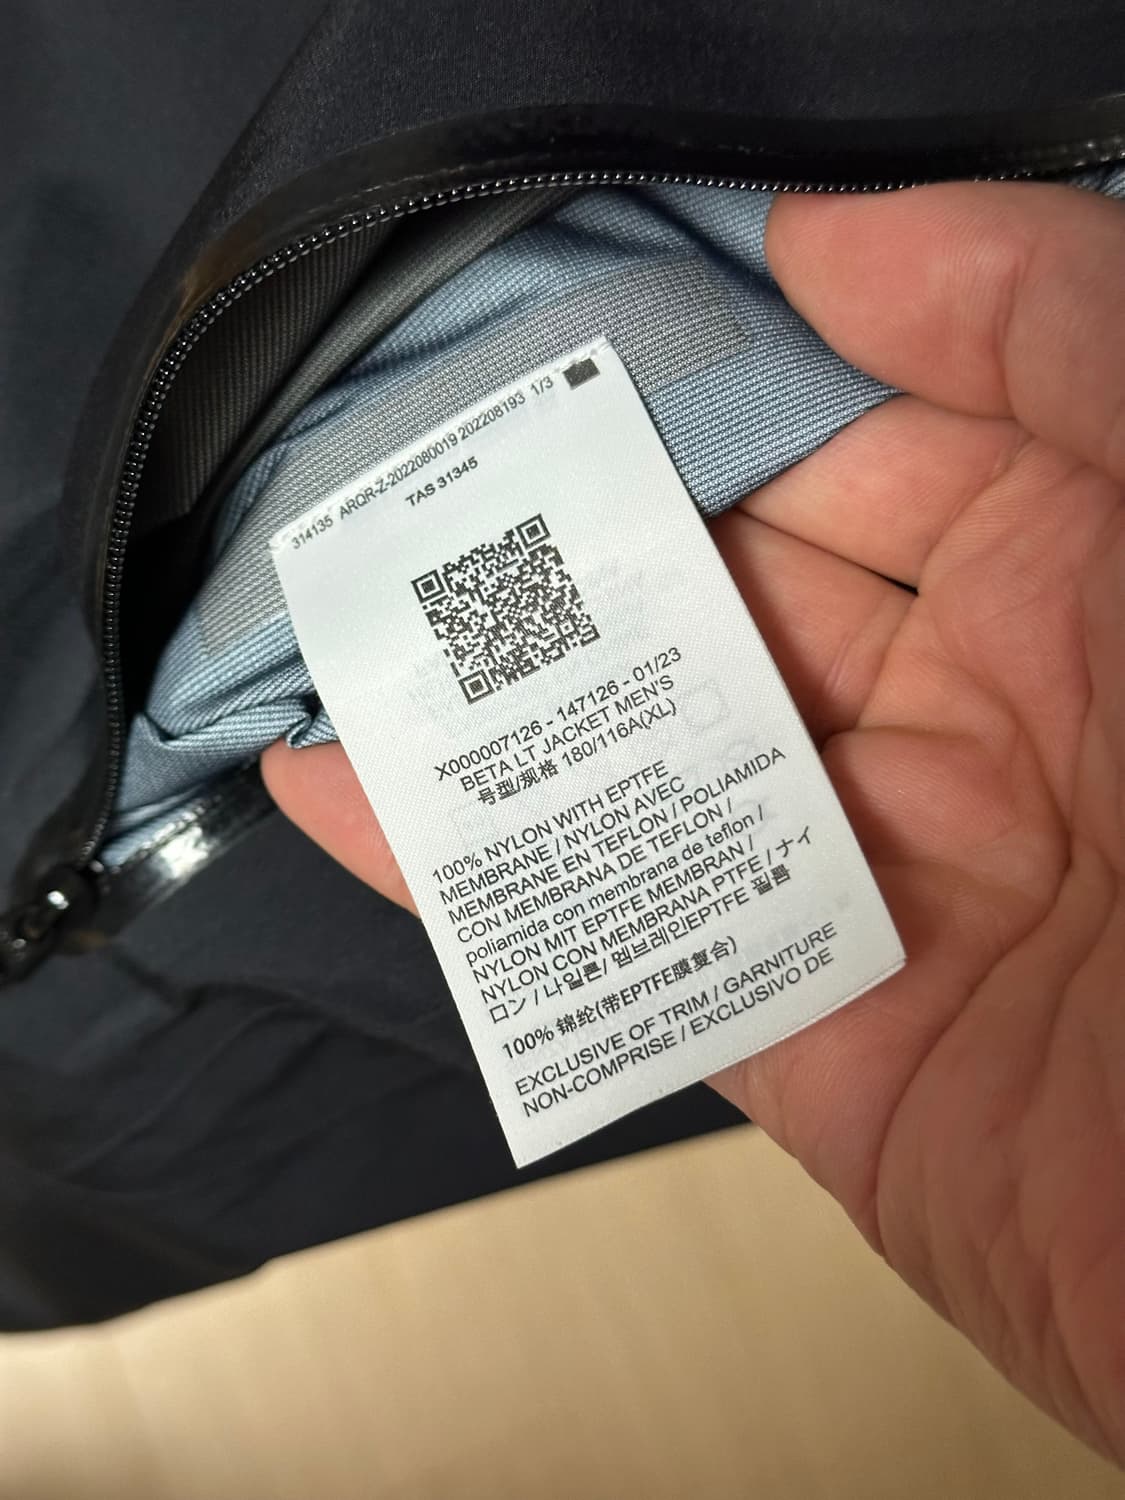 314135 ARQR-Z-2022080019 202208193 1/3
TAS 31345
X000007126 - 147126 - 01/23
BETA LT JACKET MEN'S
号型/规格 180/116A(XL)
100% NYLON WITH EPTFE
MEMBRANE / NYLON AVEC
MEMBRANE EN TEFLON / POLIAMIDA
CON MEMBRANA DE TEFLON /
poliamida con membrana de teflon /
NYLON MIT EPTFE MEMBRAN /
NYLON CON MEMBRANA PTFE / ナイ
ロン / 나일론/ 멤브레인EPTFE 필름
100% 锦纶(带EPTFE膜复合)
EXCLUSIVE OF TRIM / GARNITURE
NON-COMPRISE / EXCLUSIVO DE